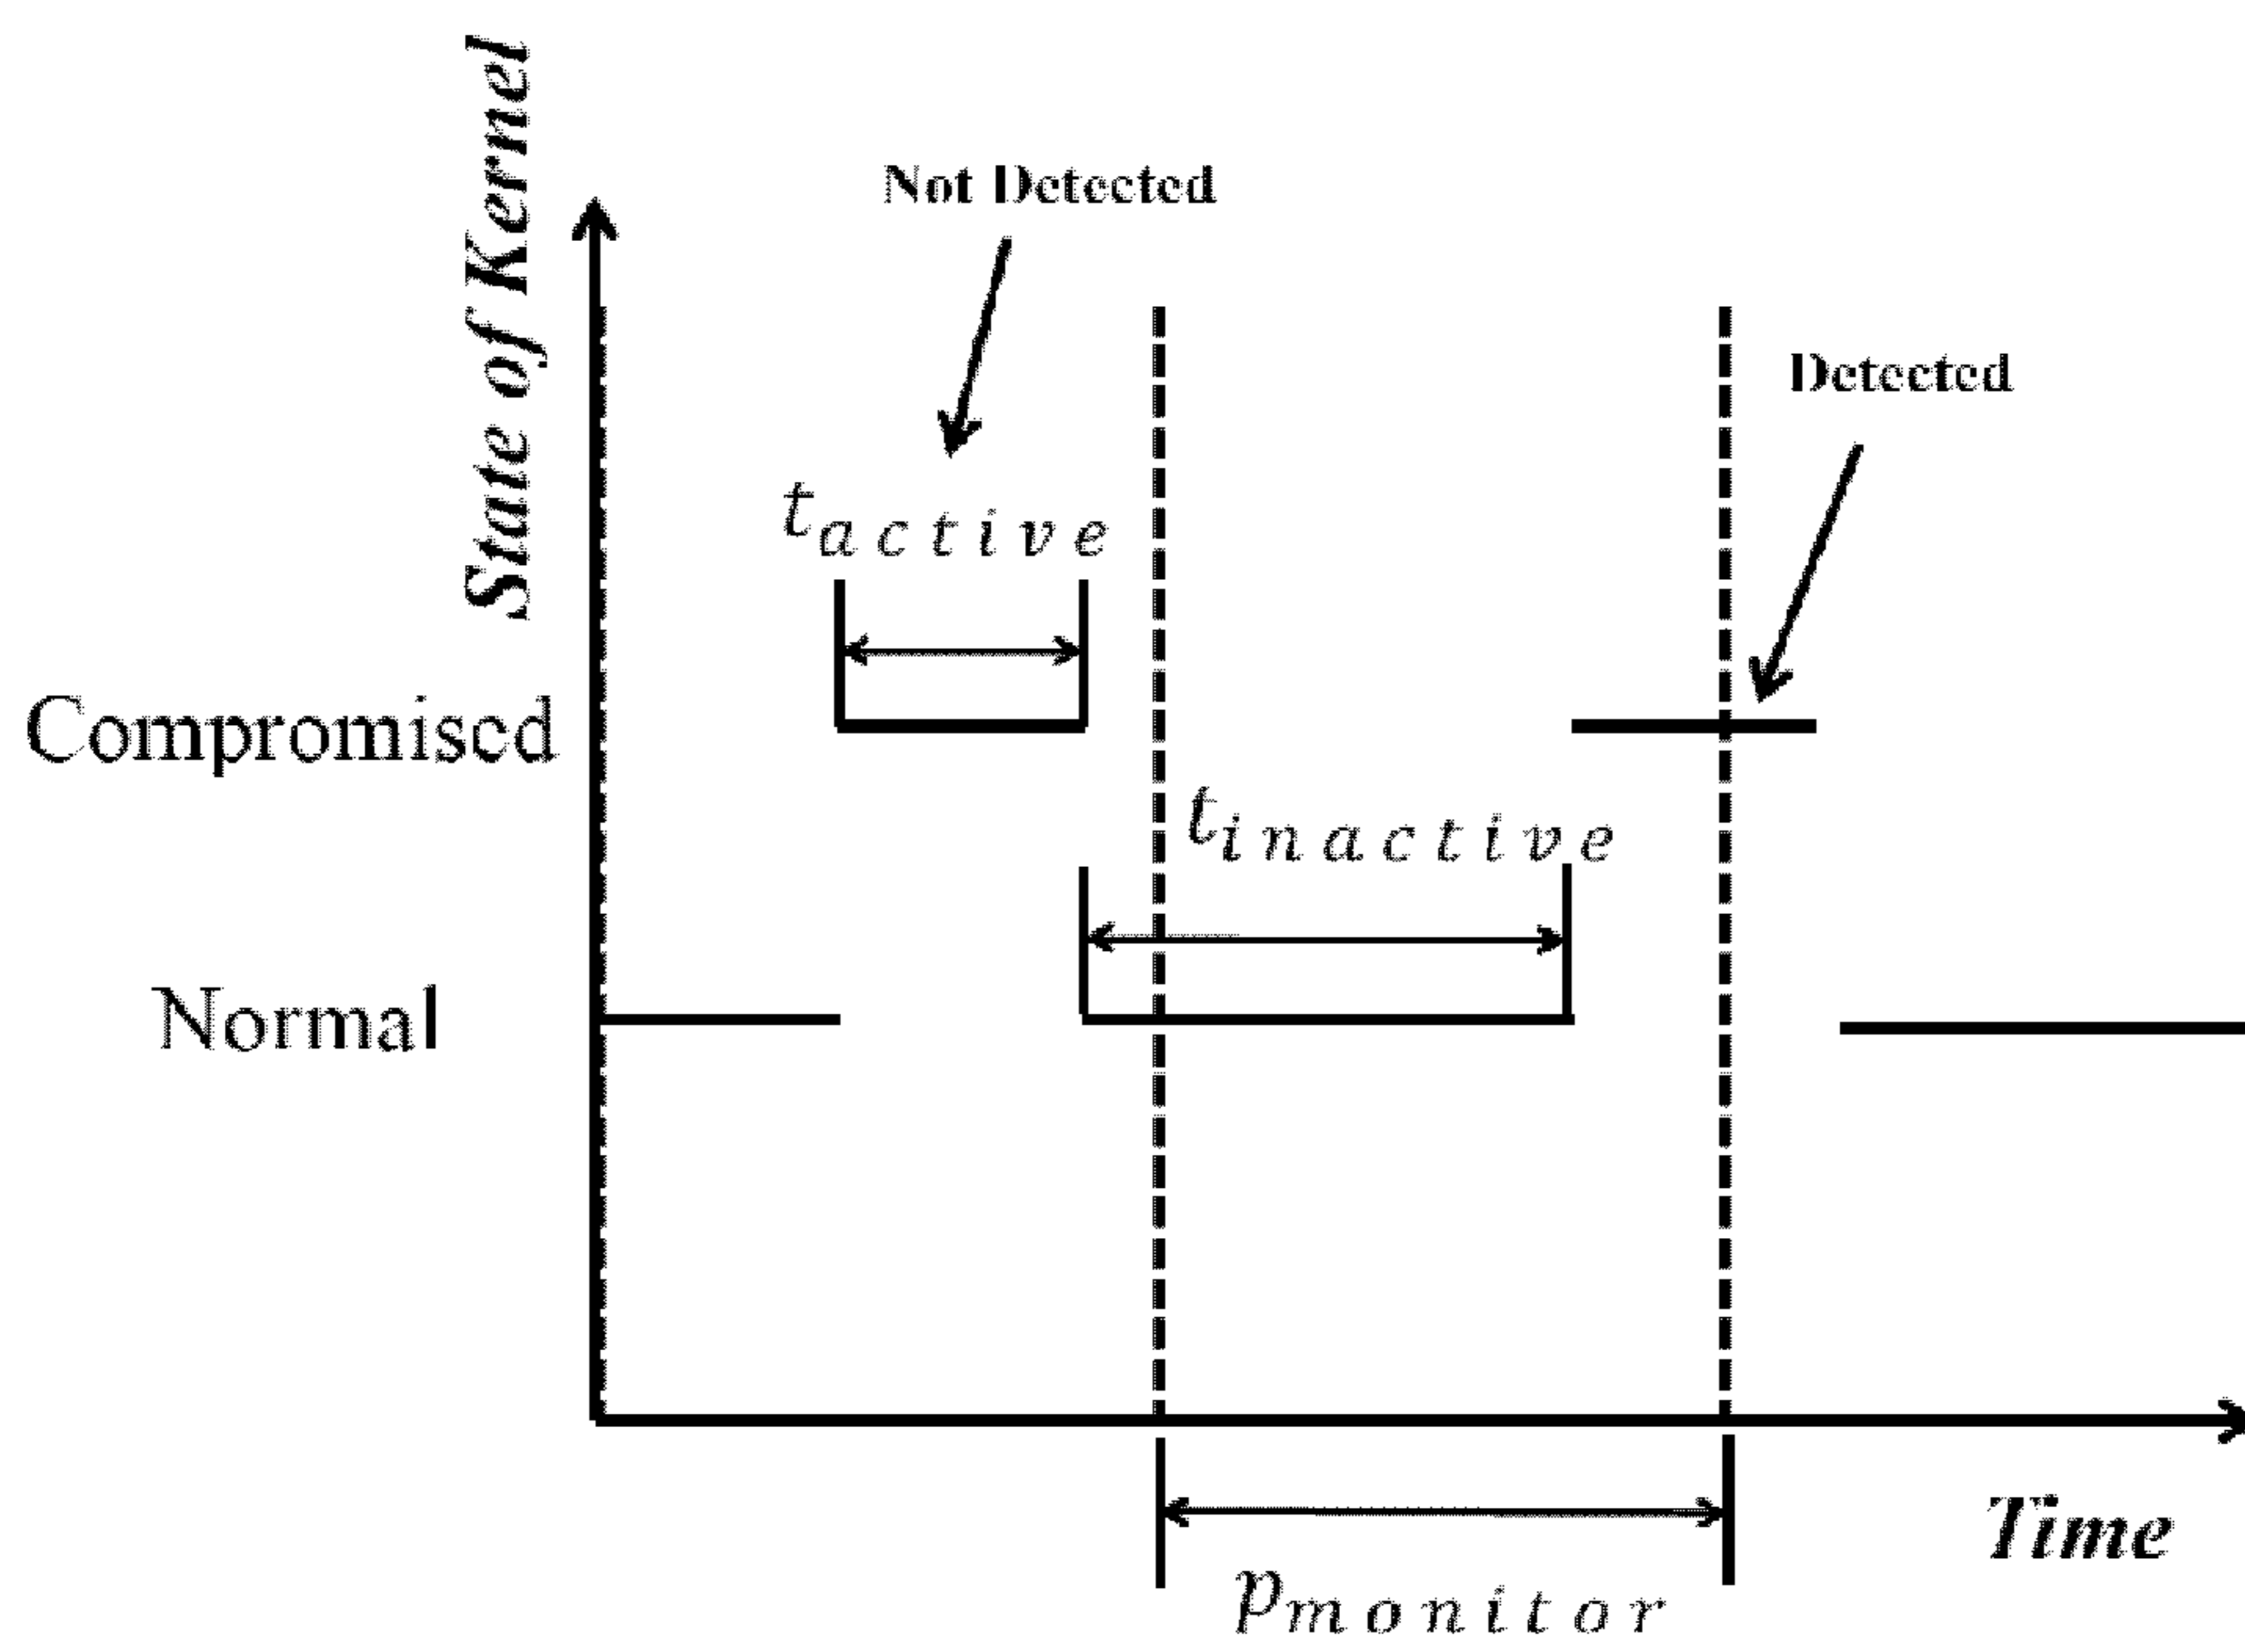 State of Kernel
Not Detected
Detected
t_active
Compromised
t_inactive
Normal
Time
p_monitor